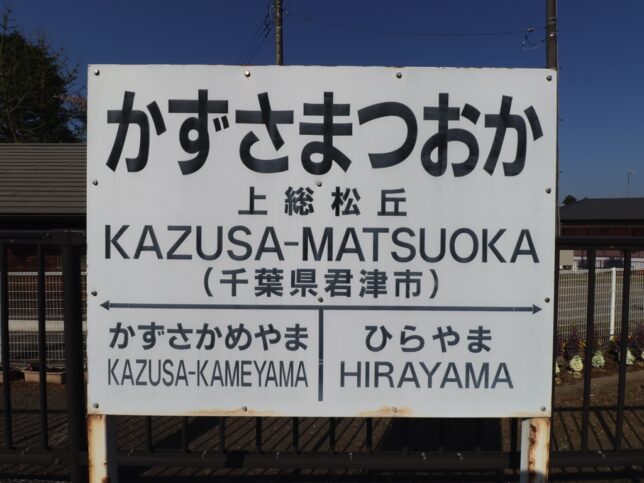 かずさまつおか
上総松丘
KAZUSA-MATSUOKA
(千葉県君津市)
かずさかめやま
KAZUSA-KAMEYAMA
ひらやま
HIRAYAMA